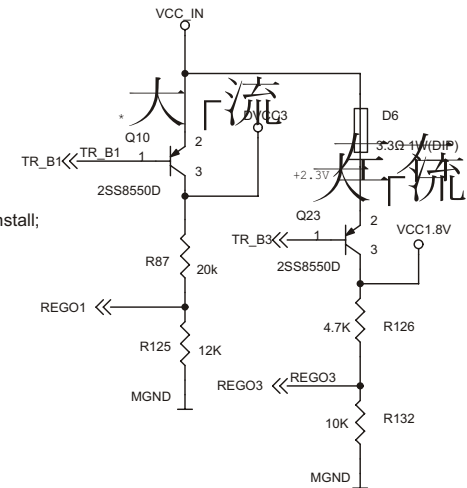 VCC_IN
大厂流
*
DVCC3
D6
Q10
2
TR_B1
TR_B1
1
3.3Ω 1W(DIP)
3
大厂流
+2.3V
2SS8550D
nstall;
Q23
2
VCC1.8V
TR_B3
1
3
2SS8550D
R87
20k
REGO1
4.7K
R126
R125
12K
REGO3
REGO3
MGND
10K
R132
MGND